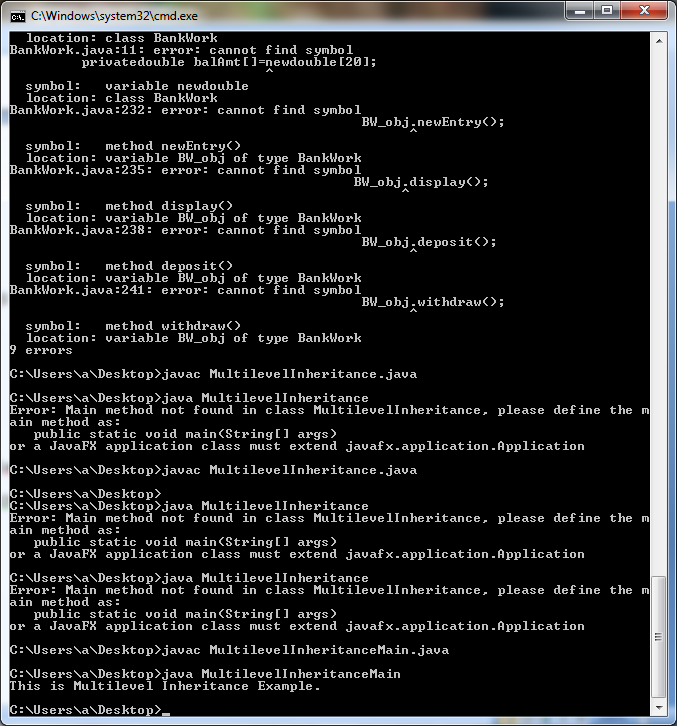 C:\Windows\system32\cmd.exe
location: class BankWork
BankWork.java:11: error: cannot find symbol
privatedouble balAmt[]=newdouble[20];
^
symbol:   variable newdouble
location: class BankWork
BankWork.java:232: error: cannot find symbol
BW_obj.newEntry();
^
symbol:   method newEntry()
location: variable BW_obj of type BankWork
BankWork.java:235: error: cannot find symbol
BW_obj.display();
^
symbol:   method display()
location: variable BW_obj of type BankWork
BankWork.java:238: error: cannot find symbol
BW_obj.deposit();
^
symbol:   method deposit()
location: variable BW_obj of type BankWork
BankWork.java:241: error: cannot find symbol
BW_obj.withdraw();
^
symbol:   method withdraw()
location: variable BW_obj of type BankWork
9 errors
C:\Users\a\Desktop>javac MultilevelInheritance.java
C:\Users\a\Desktop>java MultilevelInheritance
Error: Main method not found in class MultilevelInheritance, please define the m
ain method as:
public static void main(String[] args)
or a JavaFX application class must extend javafx.application.Application
C:\Users\a\Desktop>javac MultilevelInheritance.java
C:\Users\a\Desktop>
C:\Users\a\Desktop>java MultilevelInheritance
Error: Main method not found in class MultilevelInheritance, please define the m
ain method as:
public static void main(String[] args)
or a JavaFX application class must extend javafx.application.Application
C:\Users\a\Desktop>java MultilevelInheritance
Error: Main method not found in class MultilevelInheritance, please define the m
ain method as:
public static void main(String[] args)
or a JavaFX application class must extend javafx.application.Application
C:\Users\a\Desktop>javac MultilevelInheritanceMain.java
C:\Users\a\Desktop>java MultilevelInheritanceMain
This is Multilevel Inheritance Example.
C:\Users\a\Desktop>_